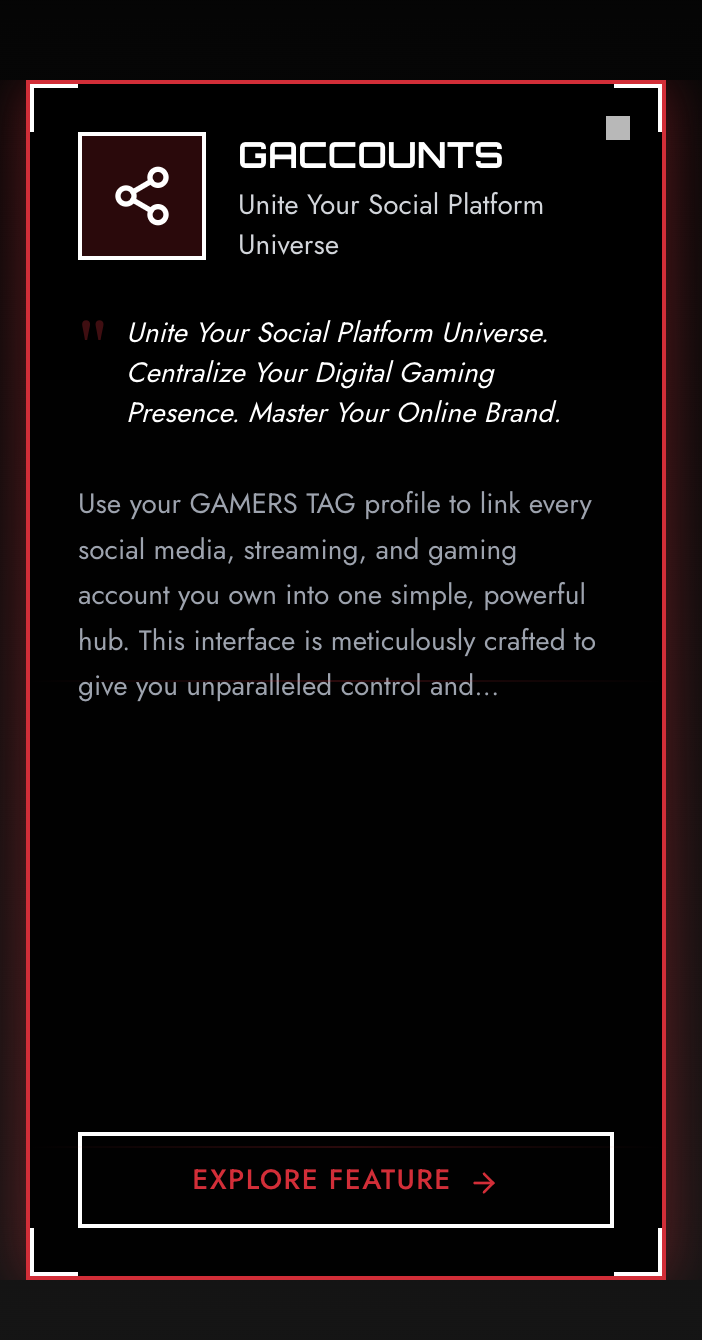 GACCOUNTS
Unite Your Social Platform
Universe
" Unite Your Social Platform Universe.
Centralize Your Digital Gaming
Presence. Master Your Online Brand.
Use your GAMERS TAG profile to link every
social media, streaming, and gaming
account you own into one simple, powerful
hub. This interface is meticulously crafted to
give you unparalleled control and...
EXPLORE FEATURE →